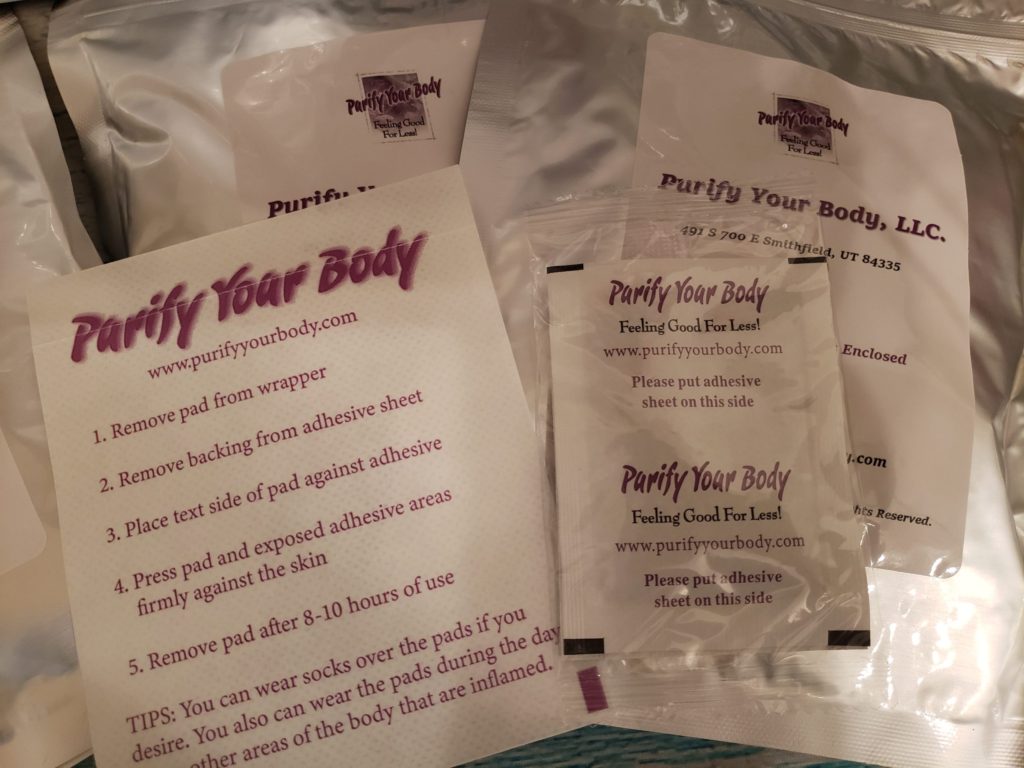 Purify Your Body
Feeling Good
For Less!
Purify
Purify Your Body
Feeling Good
For Less!
Purify Your Body, LLC.
491 S 700 E Smithfield, UT 84335
Enclosed
.com
Reserved.
Purify Your Body
www.purifyyourbody.com
1. Remove pad from wrapper
2. Remove backing from adhesive sheet
3. Place text side of pad against adhesive
4. Press pad and exposed adhesive areas
firmly against the skin
5. Remove pad after 8-10 hours of use
TIPS: You can wear socks over the pads if you
desire. You also can wear the pads during the day
other areas of the body that are inflamed.
Purify Your Body
Feeling Good For Less!
www.purifyyourbody.com
Please put adhesive
sheet on this side
Purify Your Body
Feeling Good For Less!
www.purifyyourbody.com
Please put adhesive
sheet on this side